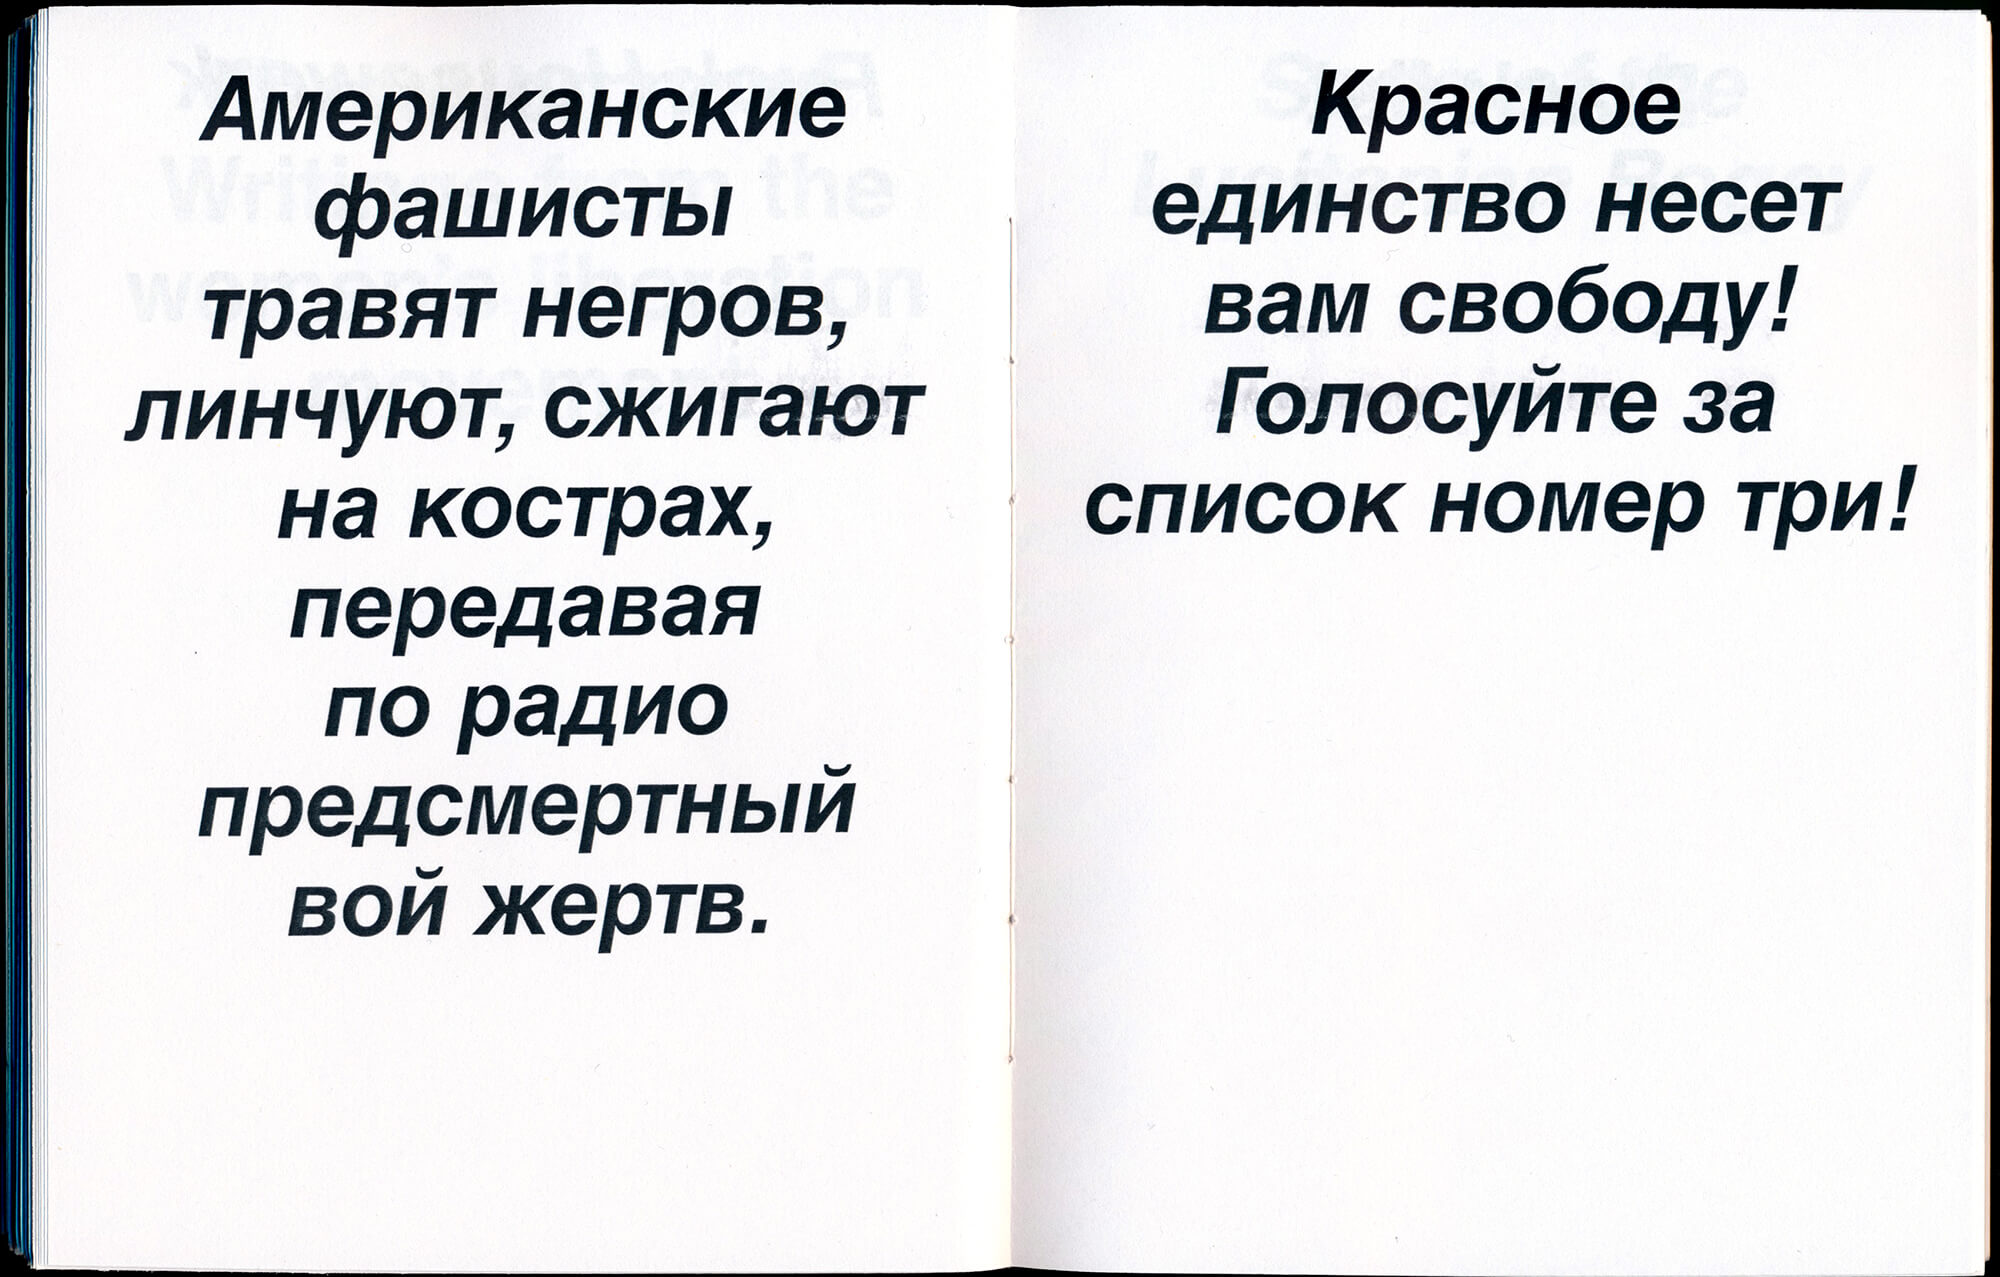 Американские
фашисты
травят негров,
линчуют, сжигают
на кострах,
передавая
по радио
предсмертный
вой жертв.
Красное
единство несет
вам свободу!
Голосуйте за
список номер три!